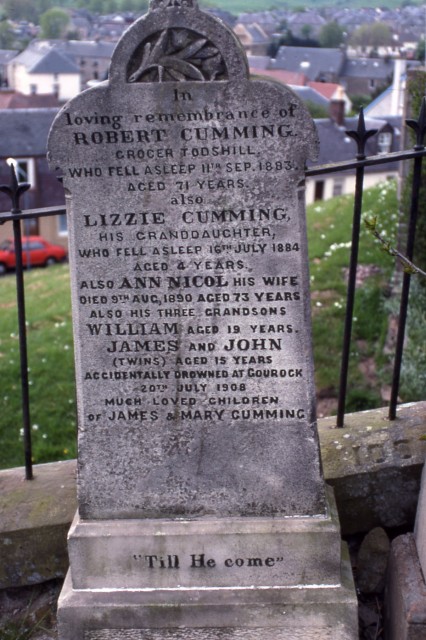 In
loving remembrance of
ROBERT CUMMING.
GROCER TODSHILL,
WHO FELL ASLEEP 11TH SEP. 1883.
AGED 71 YEARS.
also
LIZZIE CUMMING,
HIS GRANDDAUGHTER,
WHO FELL ASLEEP 16TH JULY 1884
AGED 4 YEARS.
ALSO ANN NICOL HIS WIFE
DIED 9TH AUG, 1890 AGED 73 YEARS
ALSO HIS THREE GRANDSONS
WILLIAM AGED 19 YEARS.
JAMES AND JOHN
(TWINS) AGED 15 YEARS
ACCIDENTALLY DROWNED AT GOUROCK
20TH JULY 1908
MUCH LOVED CHILDREN
OF JAMES & MARY CUMMING
"Till He come"